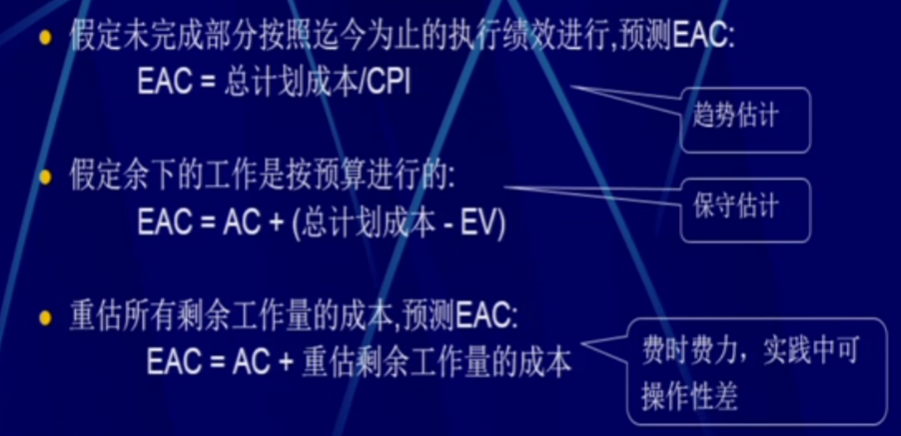 假定未完成部分按照迄今为止的执行绩效进行,预测EAC:
EAC = 总计划成本/CPI
趋势估计
假定余下的工作是按预算进行的:
EAC = AC + (总计划成本 - EV)
保守估计
重估所有剩余工作量的成本,预测EAC:
EAC = AC + 重估剩余工作量的成本
费时费力，实践中可
操作性差